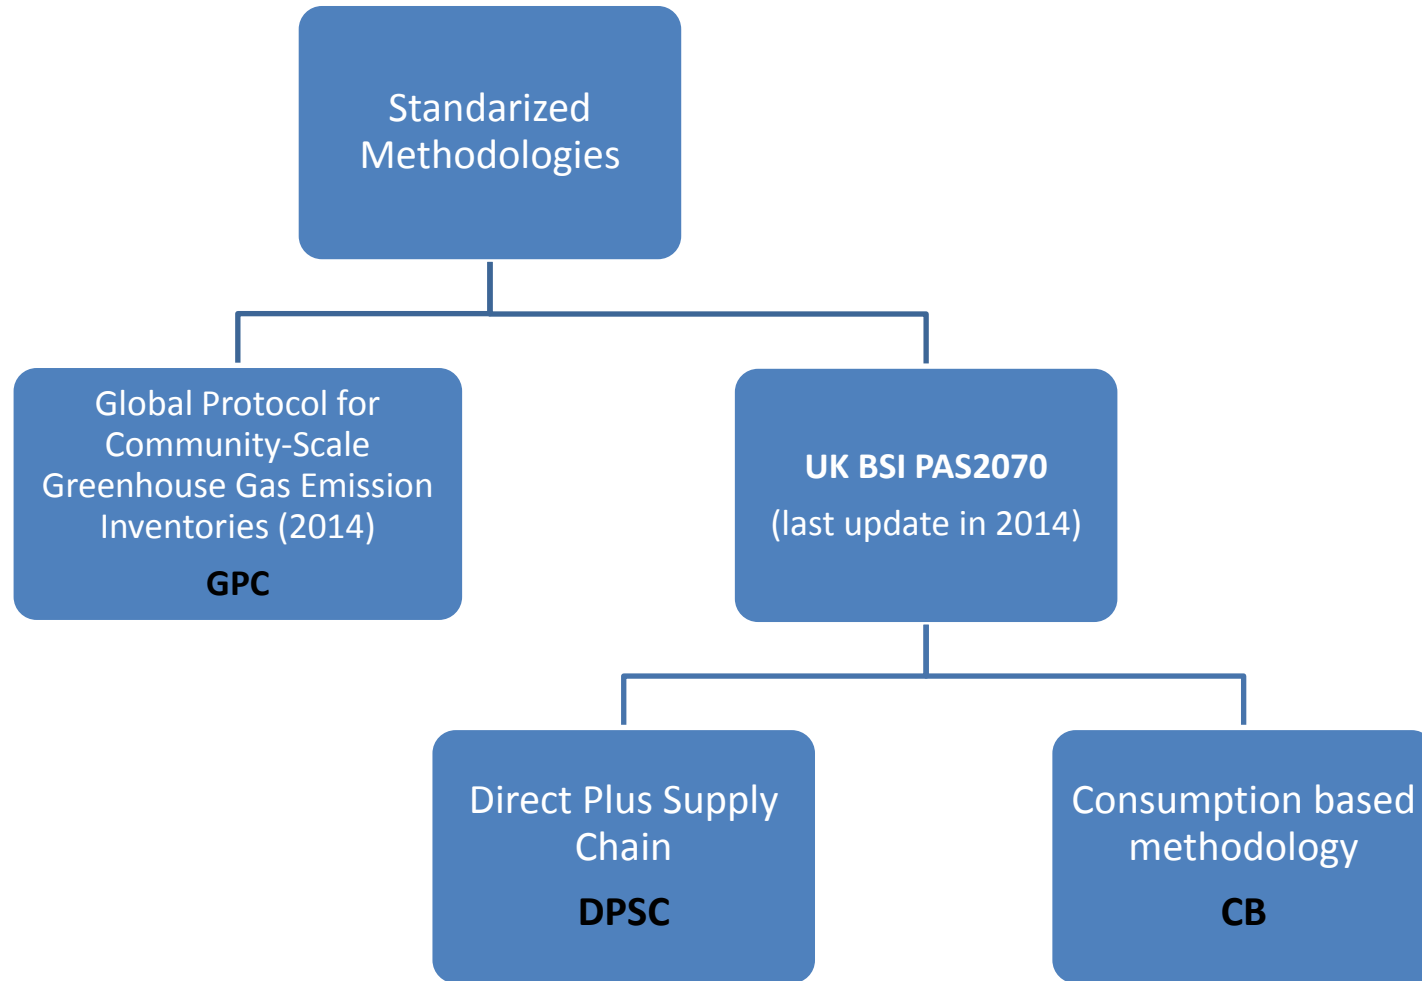 Standarized
Methodologies
Global Protocol for
Community-Scale
Greenhouse Gas Emission
Inventories (2014)
GPC
UK BSI PAS2070
(last update in 2014)
Direct Plus Supply
Chain
DPSC
Consumption based
methodology
CB